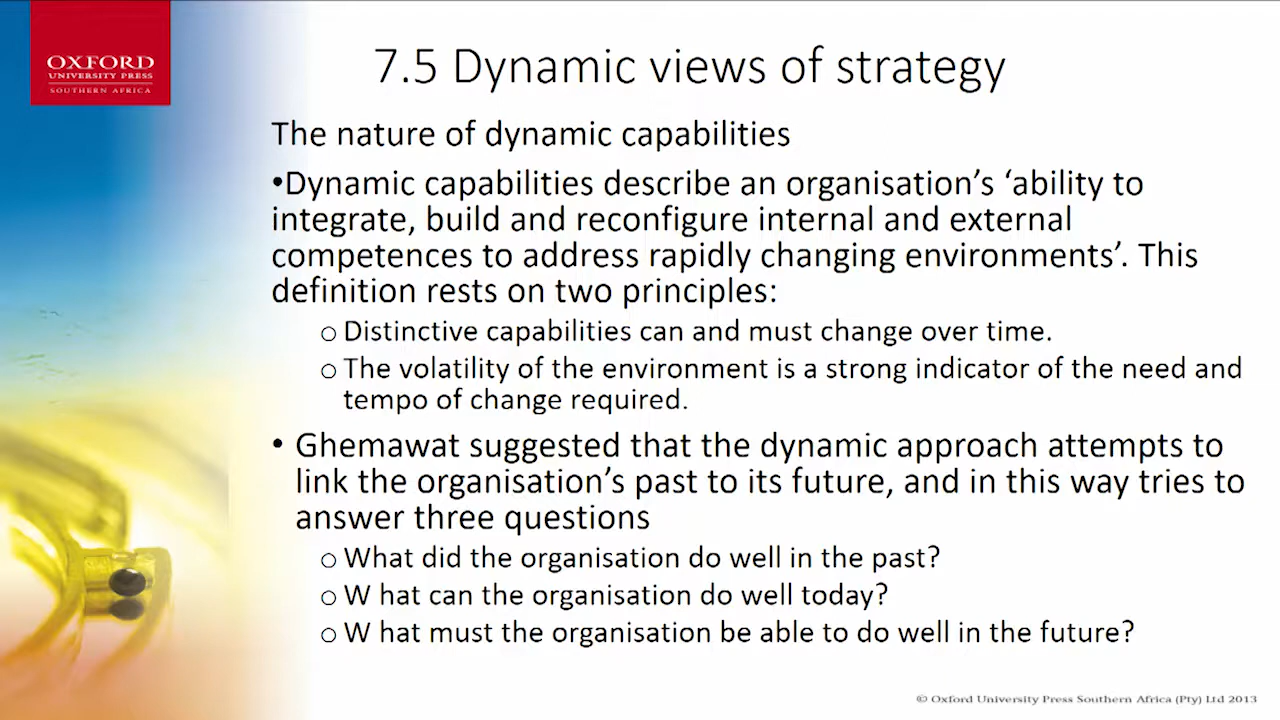 OXFORD
UNIVERSITY PRESS
SOUTHERN AFRICA
7.5 Dynamic views of strategy
The nature of dynamic capabilities
•Dynamic capabilities describe an organisation’s ‘ability to
integrate, build and reconfigure internal and external
competences to address rapidly changing environments’. This
definition rests on two principles:
o Distinctive capabilities can and must change over time.
o The volatility of the environment is a strong indicator of the need and
tempo of change required.
• Ghemawat suggested that the dynamic approach attempts to
link the organisation’s past to its future, and in this way tries to
answer three questions
o What did the organisation do well in the past?
o W hat can the organisation do well today?
o W hat must the organisation be able to do well in the future?
© Oxford University Press Southern Africa (Pty) Ltd 2013